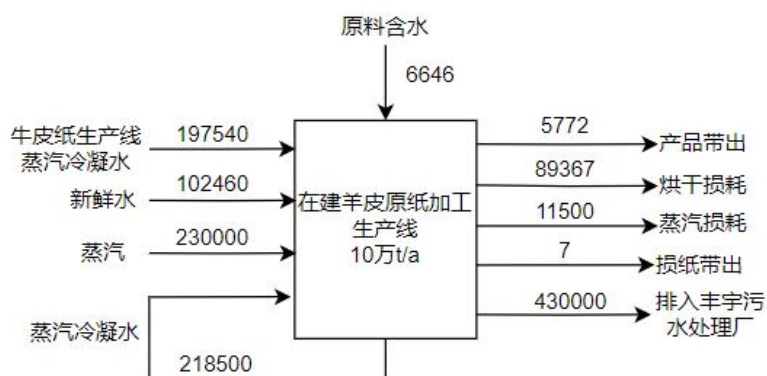 原料含水
6646
牛皮纸生产线
蒸汽冷凝水
197540
新鲜水
102460
蒸汽
230000
蒸汽冷凝水
218500
在建羊皮原纸加工
生产线
10万t/a
5772
产品带出
89367
烘干损耗
11500
蒸汽损耗
7
损纸带出
430000
排入丰宇污
水处理厂